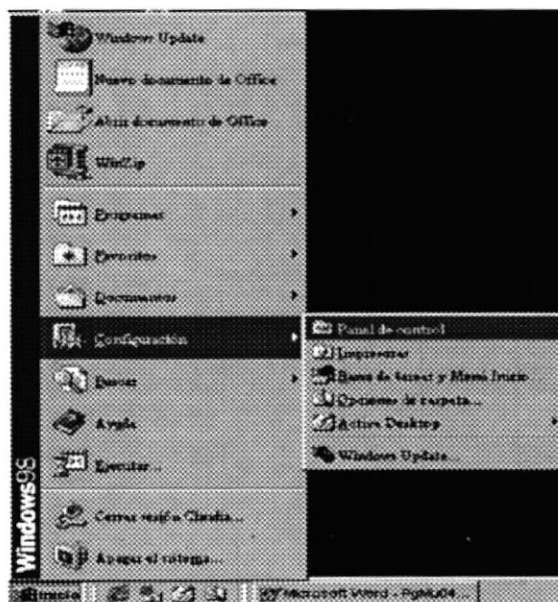 Windows Update
Nuevo documento de Office
Abrir documento de Office
WinZip
Programas
Favoritos
Documentos
Configuración
Buscar
Ayuda
Ejecutar...
Cerrar sesión Claudia...
Apagar el sistema...
Windows98
Panel de control
Impresoras
Barra de tareas y Menú Inicio...
Opciones de carpeta...
Active Desktop
Windows Update...
Inicio
Microsoft Word - PgMu04...